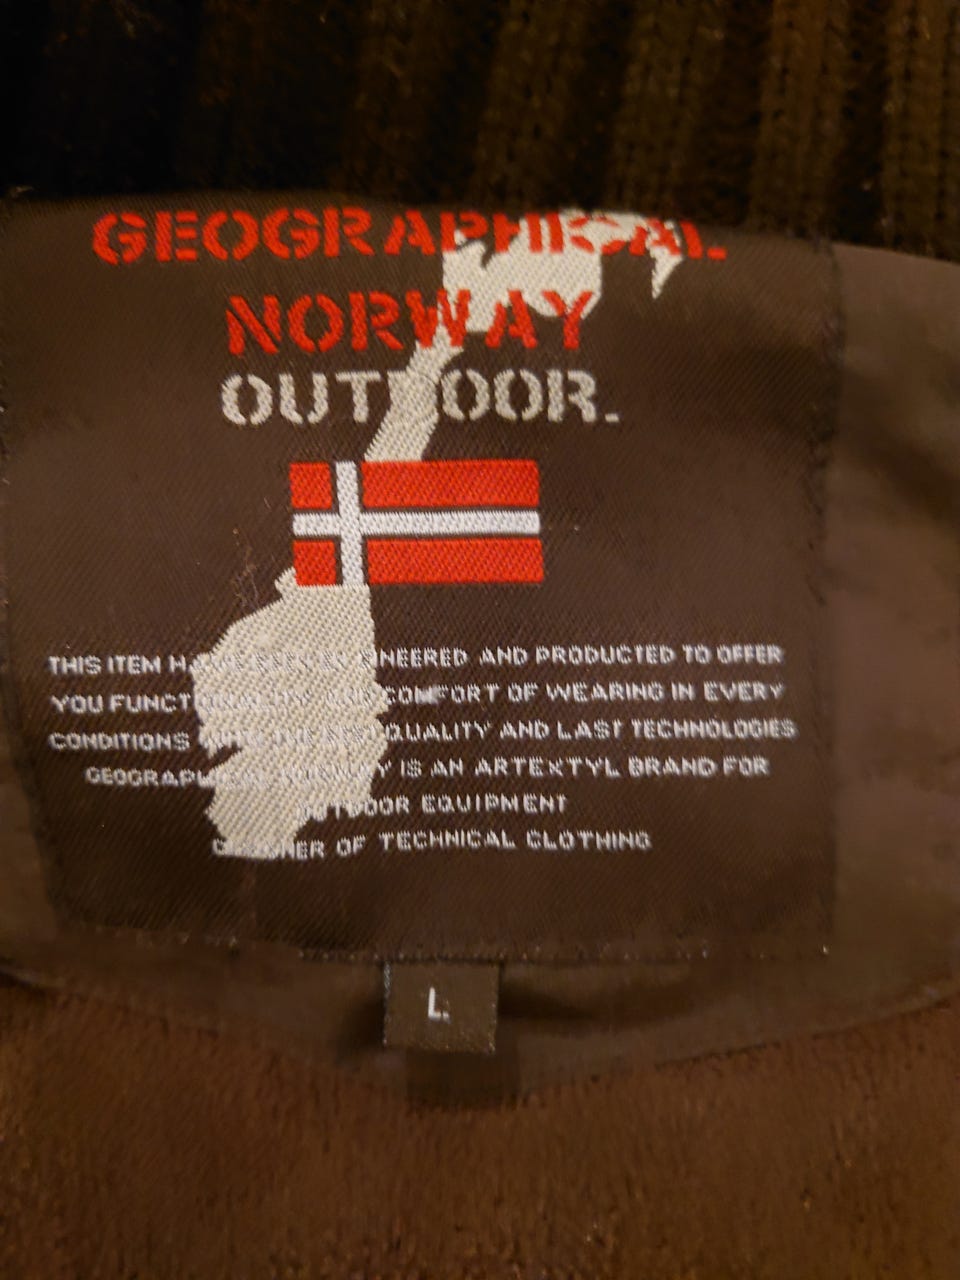 GEOGRAPHICAL
NORWAY
OUTDOOR.
THIS ITEM HAS BEEN ENGINEERED AND PRODUCTED TO OFFER
YOU FUNCTIONALITY AND COMFORT OF WEARING IN EVERY
CONDITIONS WITH THE QUALITY AND LAST TECHNOLOGIES
GEOGRAPHICAL NORWAY IS AN ARTEXTYL BRAND FOR
OUTDOOR EQUIPMENT
DESIGNER OF TECHNICAL CLOTHING
L